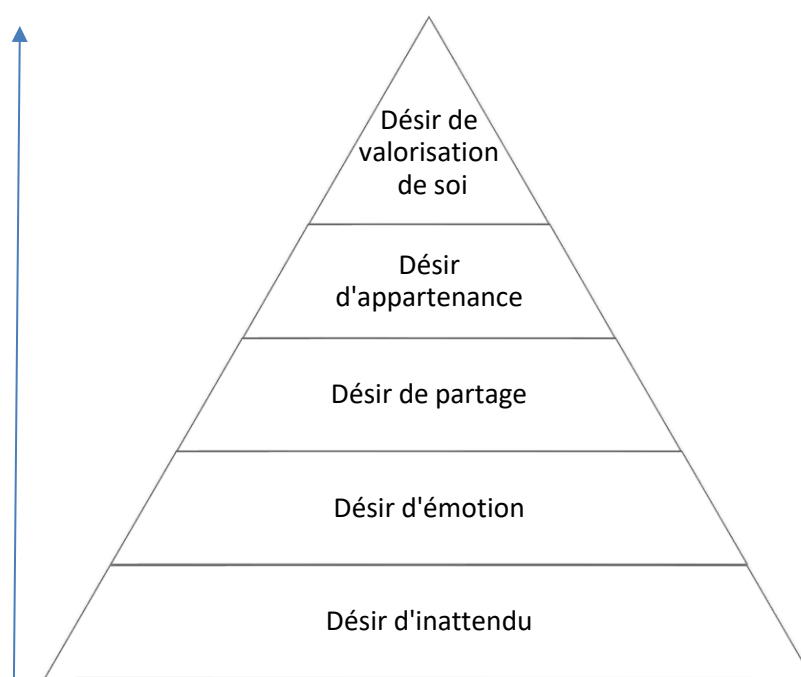 Désir de
valorisation
de soi
Désir
d'appartenance
Désir de partage
Désir d'émotion
Désir d'inattendu